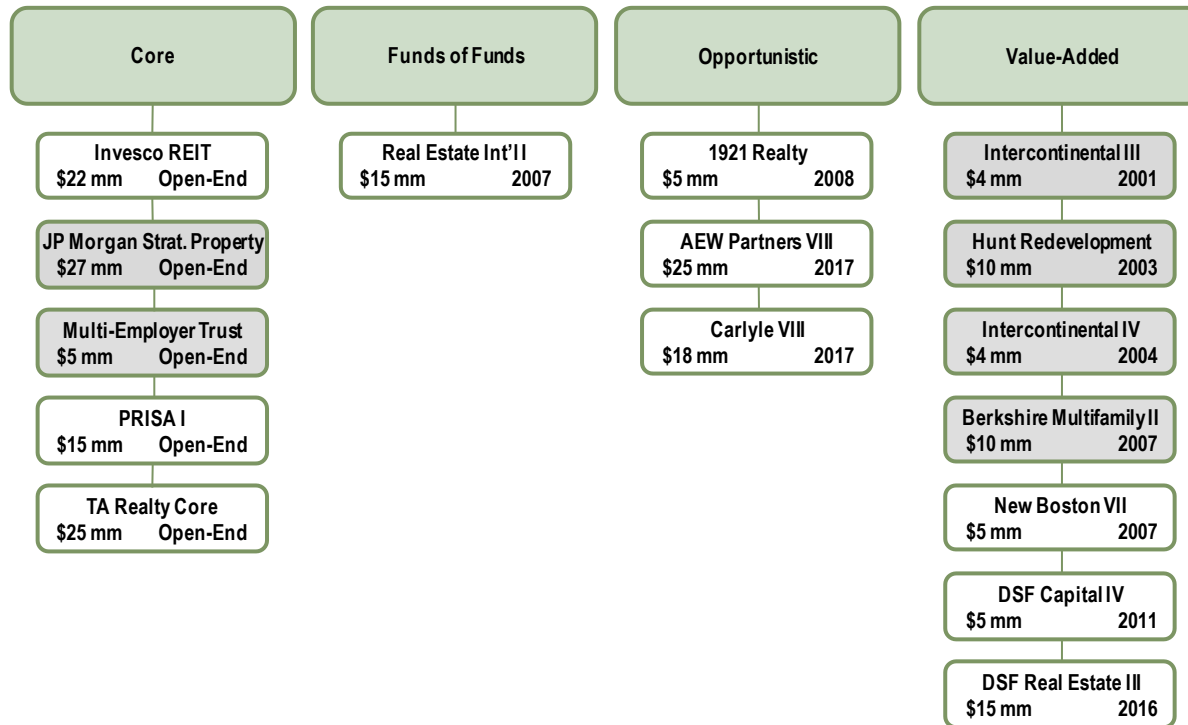 Core
Funds of Funds
Opportunistic
Value-Added
Invesco REIT
$22 mm Open-End
JP Morgan Strat. Property
$27 mm Open-End
Multi-Employer Trust
$5 mm Open-End
PRISA I
$15 mm Open-End
TA Realty Core
$25 mm Open-End
Real Estate Int'l I
$15 mm 2007
1921 Realty
$5 mm 2008
AEW Partners VIII
$25 mm 2017
Carlyle VIII
$18 mm 2017
Intercontinental III
$4 mm 2001
Hunt Redevelopment
$10 mm 2003
Intercontinental IV
$4 mm 2004
Berkshire Multifamily II
$10 mm 2007
New Boston VII
$5 mm 2007
DSF Capital IV
$5 mm 2011
DSF Real Estate III
$15 mm 2016